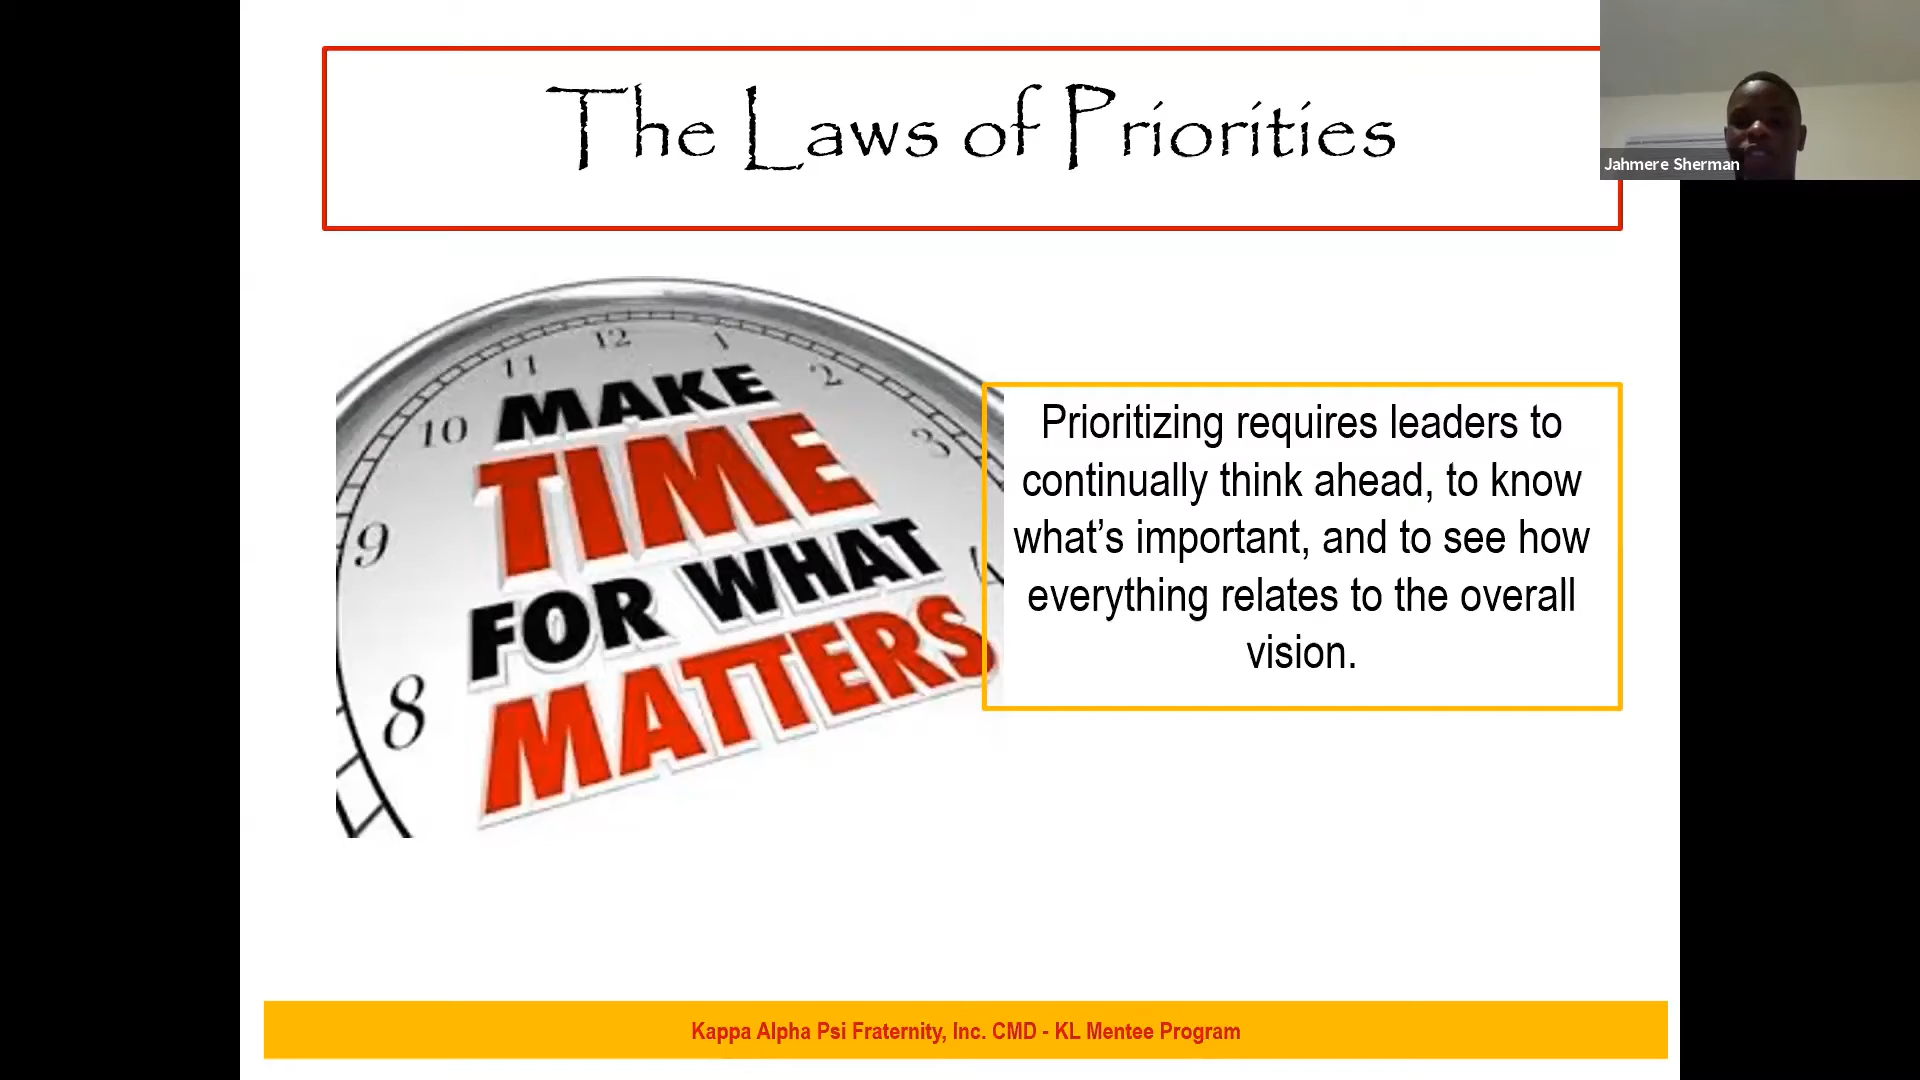 The Laws of Priorities
Jahmere Sherman
11 12 1
10 2
9 3
8
MAKE
TIME
FOR WHAT
MATTERS
Prioritizing requires leaders to
continually think ahead, to know
what’s important, and to see how
everything relates to the overall
vision.
Kappa Alpha Psi Fraternity, Inc. CMD - KL Mentee Program